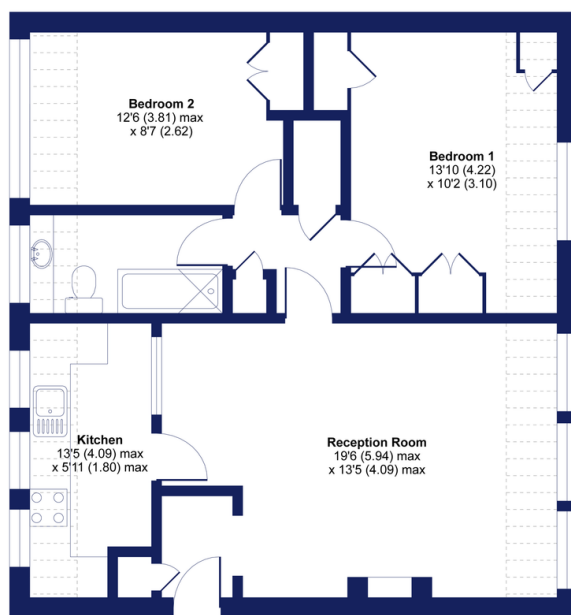 Bedroom 2
12'6 (3.81) max
x 8'7 (2.62)
Bedroom 1
13'10 (4.22)
x 10'2 (3.10)
Kitchen
13'5 (4.09) max
x 5'11 (1.80) max
Reception Room
19'6 (5.94) max
x 13'5 (4.09) max